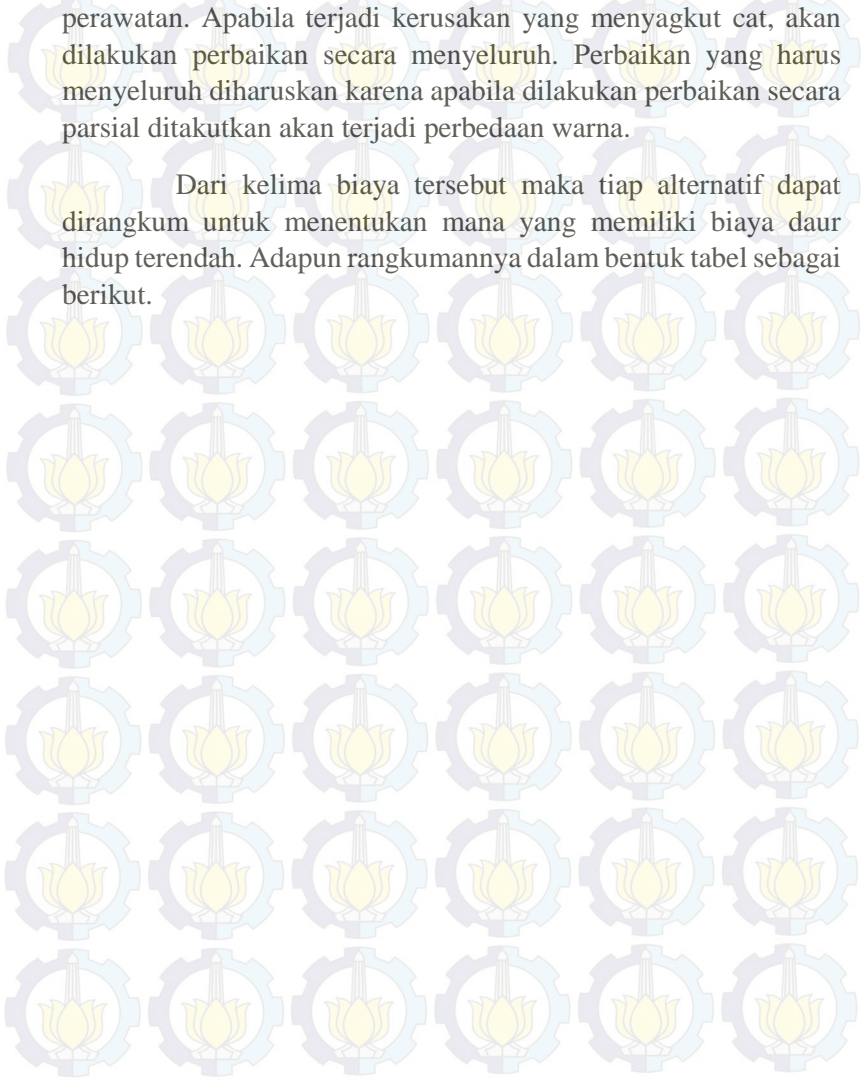 perawatan. Apabila terjadi kerusakan yang menyagkut cat, akan
dilakukan perbaikan secara menyeluruh. Perbaikan yang harus
menyeluruh diharuskan karena apabila dilakukan perbaikan secara
parsial ditakutkan akan terjadi perbedaan warna.
Dari kelima biaya tersebut maka tiap alternatif dapat
dirangkum untuk menentukan mana yang memiliki biaya daur
hidup terendah. Adapun rangkumannya dalam bentuk tabel sebagai
berikut.